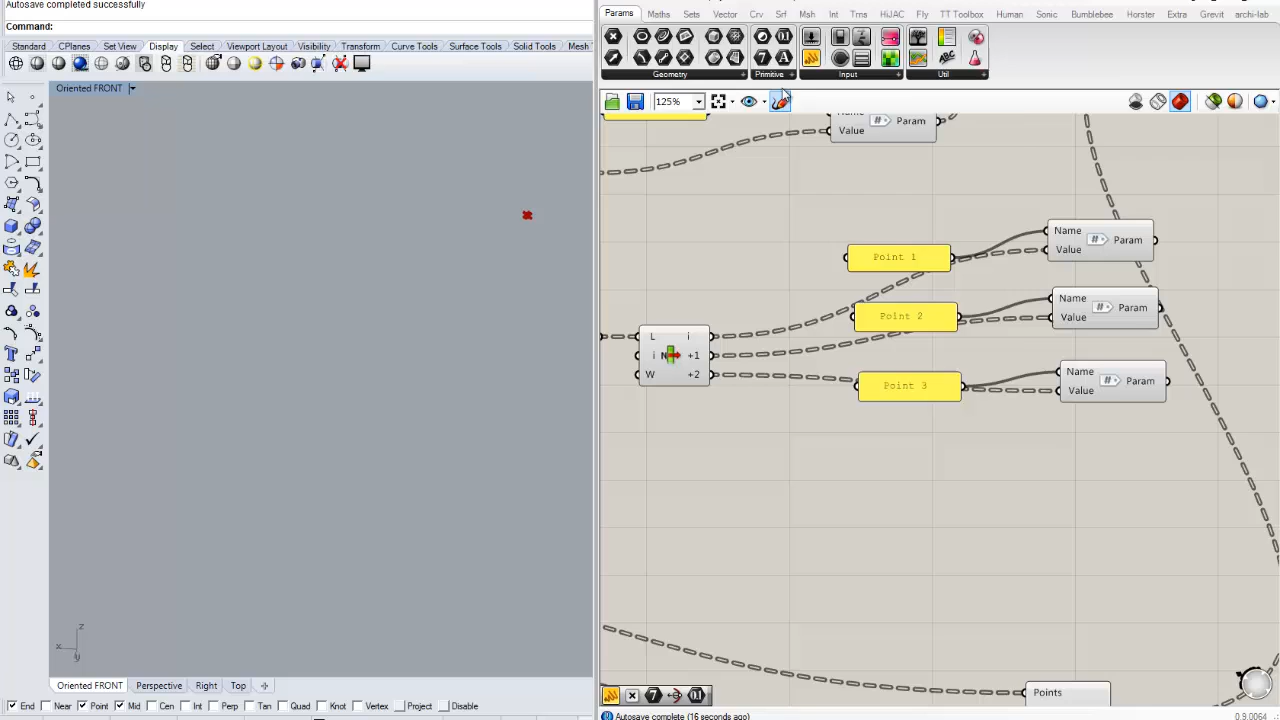 Autosave completed successfully
Command:
Standard CPlanes Set View Display Select Viewport Layout Visibility Transform Curve Tools Surface Tools Solid Tools Mesh
Oriented FRONT
z
x
y
Oriented FRONT Perspective Right Top
End Near Point Mid Cen Int Perp Tan Quad Knot Vertex Project Disable
Params Maths Sets Vector Crv Srf Msh Int Trns HiJAC Fly TT Toolbox Human Sonic Bumblebee Horster Extra Grevit archi-lab
Geometry Primitive Input Util
125%
Param
Value
Point 1
Name
Value
Param
Point 2
Name
Value
Param
L i
i N +1
W +2
Point 3
Name
Value
Param
Points
Autosave complete (16 seconds ago)
0.9.0064